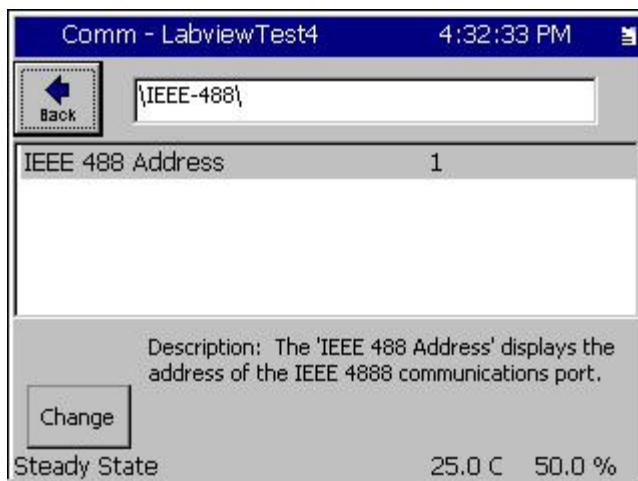 Comm - LabviewTest4 4:32:33 PM
Back
\IEEE-488\
IEEE 488 Address 1
Description: The 'IEEE 488 Address' displays the
address of the IEEE 4888 communications port.
Change
Steady State 25.0 C 50.0 %